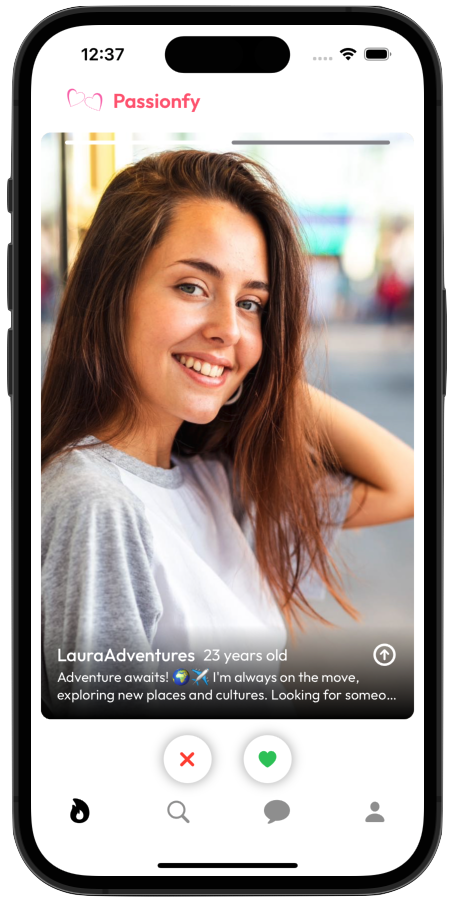 12:37
Passionfy
LauraAdventures 23 years old
Adventure awaits! 🌍✈️ I'm always on the move,
exploring new places and cultures. Looking for someo...